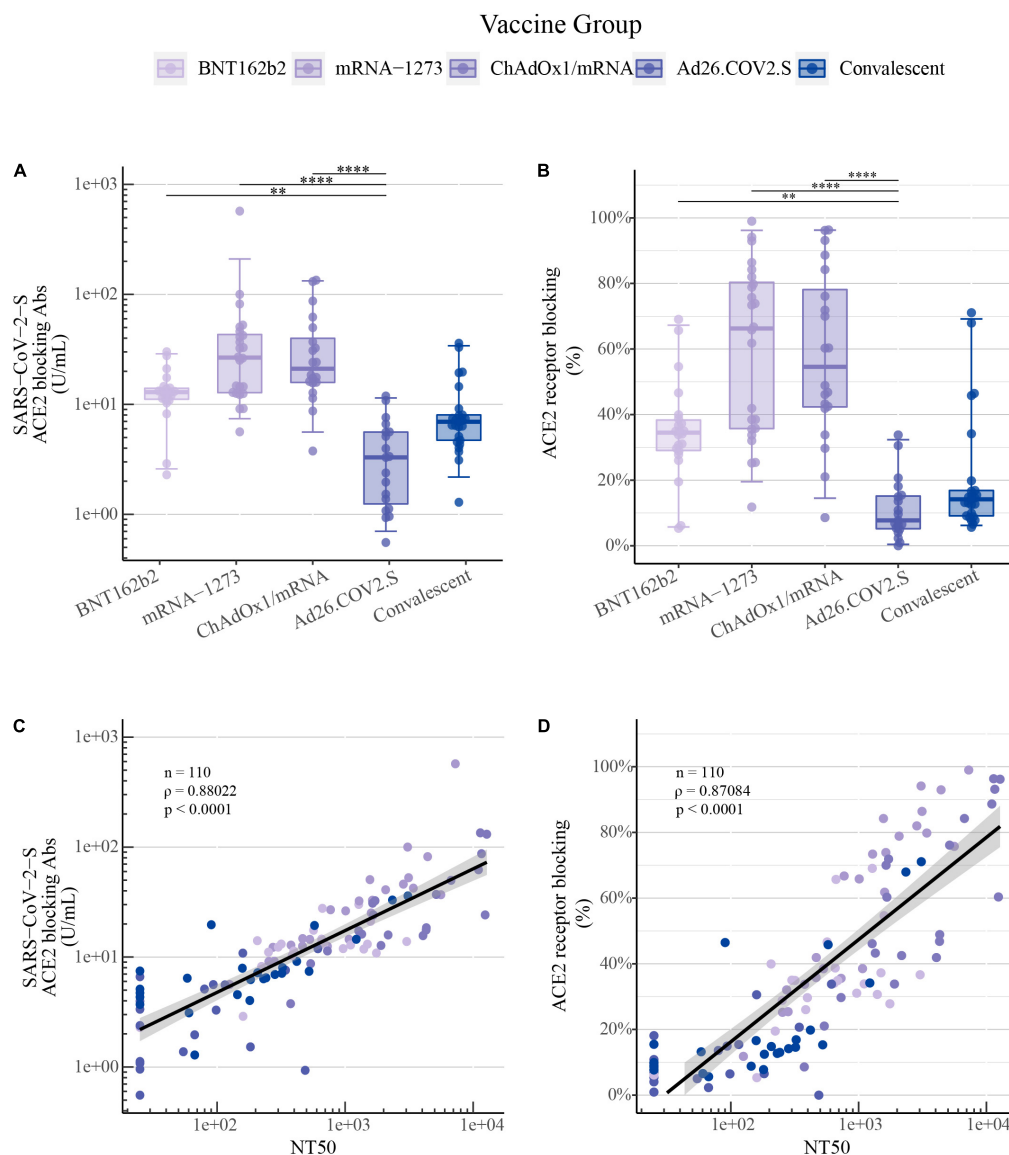 Vaccine Group
BNT162b2 mRNA−1273 ChAdOx1/mRNA Ad26.COV2.S Convalescent
A
SARS−CoV−2−S
ACE2 blocking Abs
(U/mL)
1e+03
1e+02
1e+01
1e+00
****
****
**
BNT162b2
mRNA−1273
ChAdOx1/mRNA
Ad26.COV2.S
Convalescent
B
ACE2 receptor blocking
(%)
100%
80%
60%
40%
20%
0%
****
****
**
BNT162b2
mRNA−1273
ChAdOx1/mRNA
Ad26.COV2.S
Convalescent
C
SARS−CoV−2−S
ACE2 blocking Abs
(U/mL)
1e+03
1e+02
1e+01
1e+00
n = 110
ρ = 0.88022
p < 0.0001
1e+02 1e+03 1e+04
NT50
D
ACE2 receptor blocking
(%)
100%
80%
60%
40%
20%
0%
n = 110
ρ = 0.87084
p < 0.0001
1e+02 1e+03 1e+04
NT50